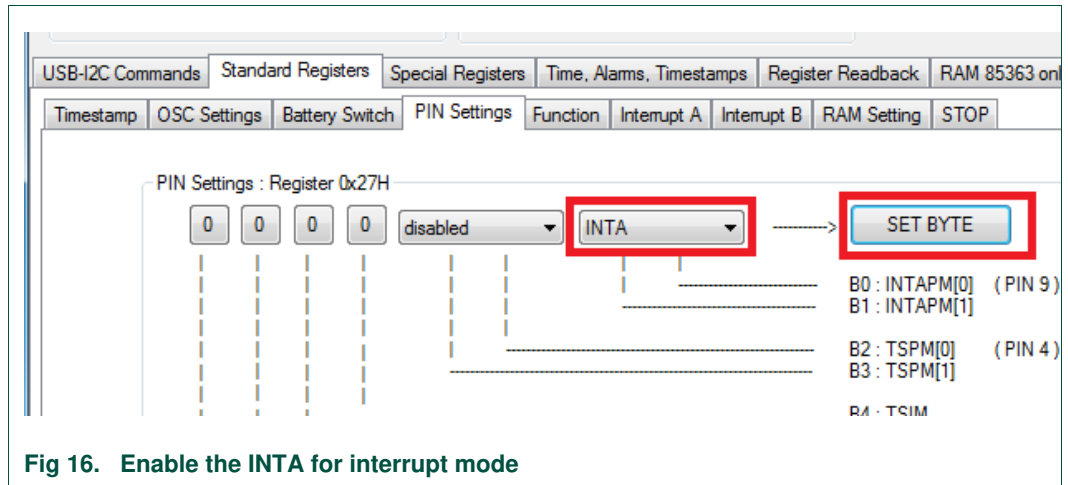 USB-I2C Commands Standard Registers Special Registers Time, Alarms, Timestamps Register Readback RAM 85363 onl
Timestamp OSC Settings Battery Switch PIN Settings Function Interrupt A Interrupt B RAM Setting STOP
PIN Settings : Register 0x27H
0 0 0 0 disabled INTA ----------> SET BYTE
B0 : INTAPM[0] ( PIN 9 )
B1 : INTAPM[1]
B2 : TSPM[0] ( PIN 4 )
B3 : TSPM[1]
B4 : TSIM
Fig 16. Enable the INTA for interrupt mode